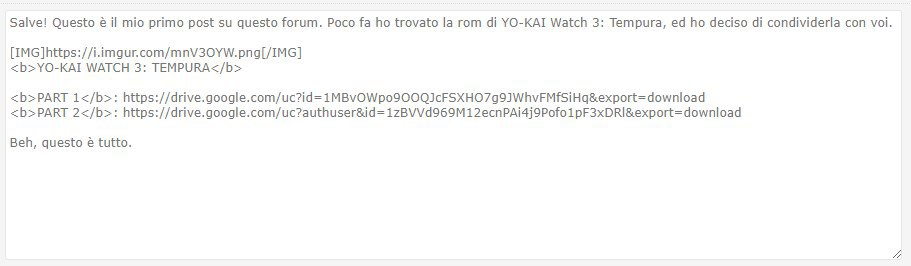 Salve! Questo è il mio primo post su questo forum. Poco fa ho trovato la rom di YO-KAI Watch 3: Tempura, ed ho deciso di condividerla con voi.
[IMG]https://i.imgur.com/mnV3OYW.png[/IMG]
<b>YO-KAI WATCH 3: TEMPURA</b>
<b>PART 1</b>: https://drive.google.com/uc?id=1MBvOWpo9OOQJcFSXHO7g9JWhvFMfSiHq&export=download
<b>PART 2</b>: https://drive.google.com/uc?authuser&id=1zBVVd969M12ecnPAi4j9Pofo1pF3xDRl&export=download
Beh, questo è tutto.